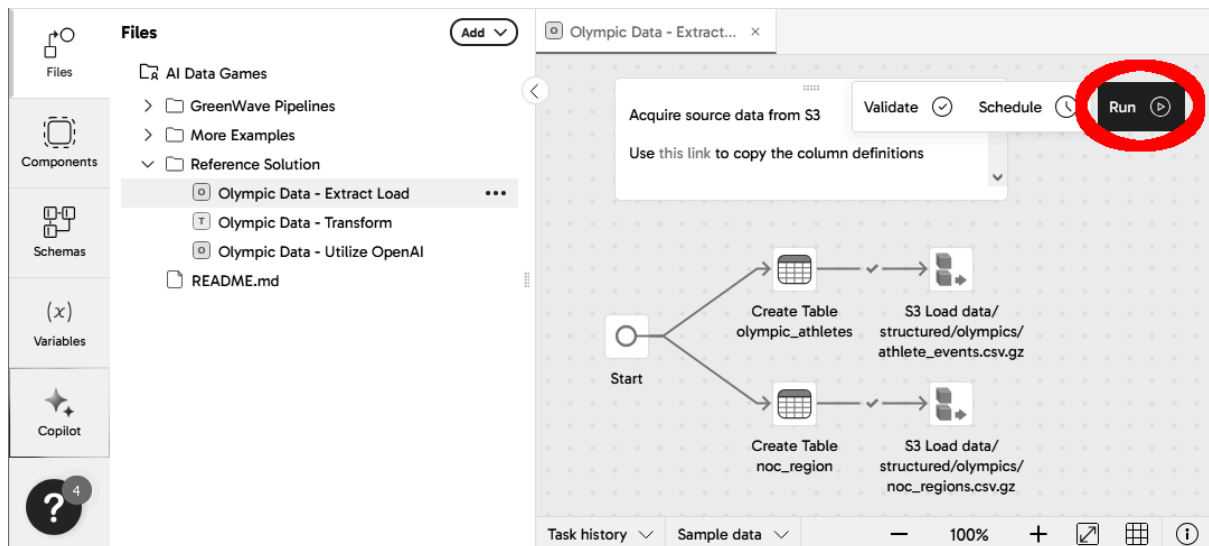 Files
Components
Schemas
(x)
Variables
Copilot
?
4
Files
Add
AI Data Games
GreenWave Pipelines
More Examples
Reference Solution
O Olympic Data - Extract Load
T Olympic Data - Transform
O Olympic Data - Utilize OpenAI
README.md
O Olympic Data - Extract... ×
Acquire source data from S3
Use this link to copy the column definitions
Validate
Schedule
Run
Start
Create Table
olympic_athletes
S3 Load data/
structured/olympics/
athlete_events.csv.gz
Create Table
noc_region
S3 Load data/
structured/olympics/
noc_regions.csv.gz
Task history
Sample data
— 100% +